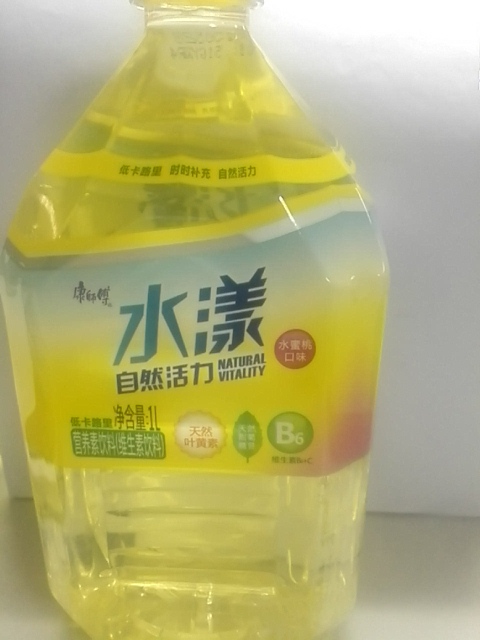 低卡路里 时时补充 自然活力
康師傅
水漾
自然活力
NATURAL
VITALITY
水蜜桃
口味
低卡路里
净含量:1L
营养素饮料(维生素饮料)
天然
叶黄素
B6
维生素B6+C